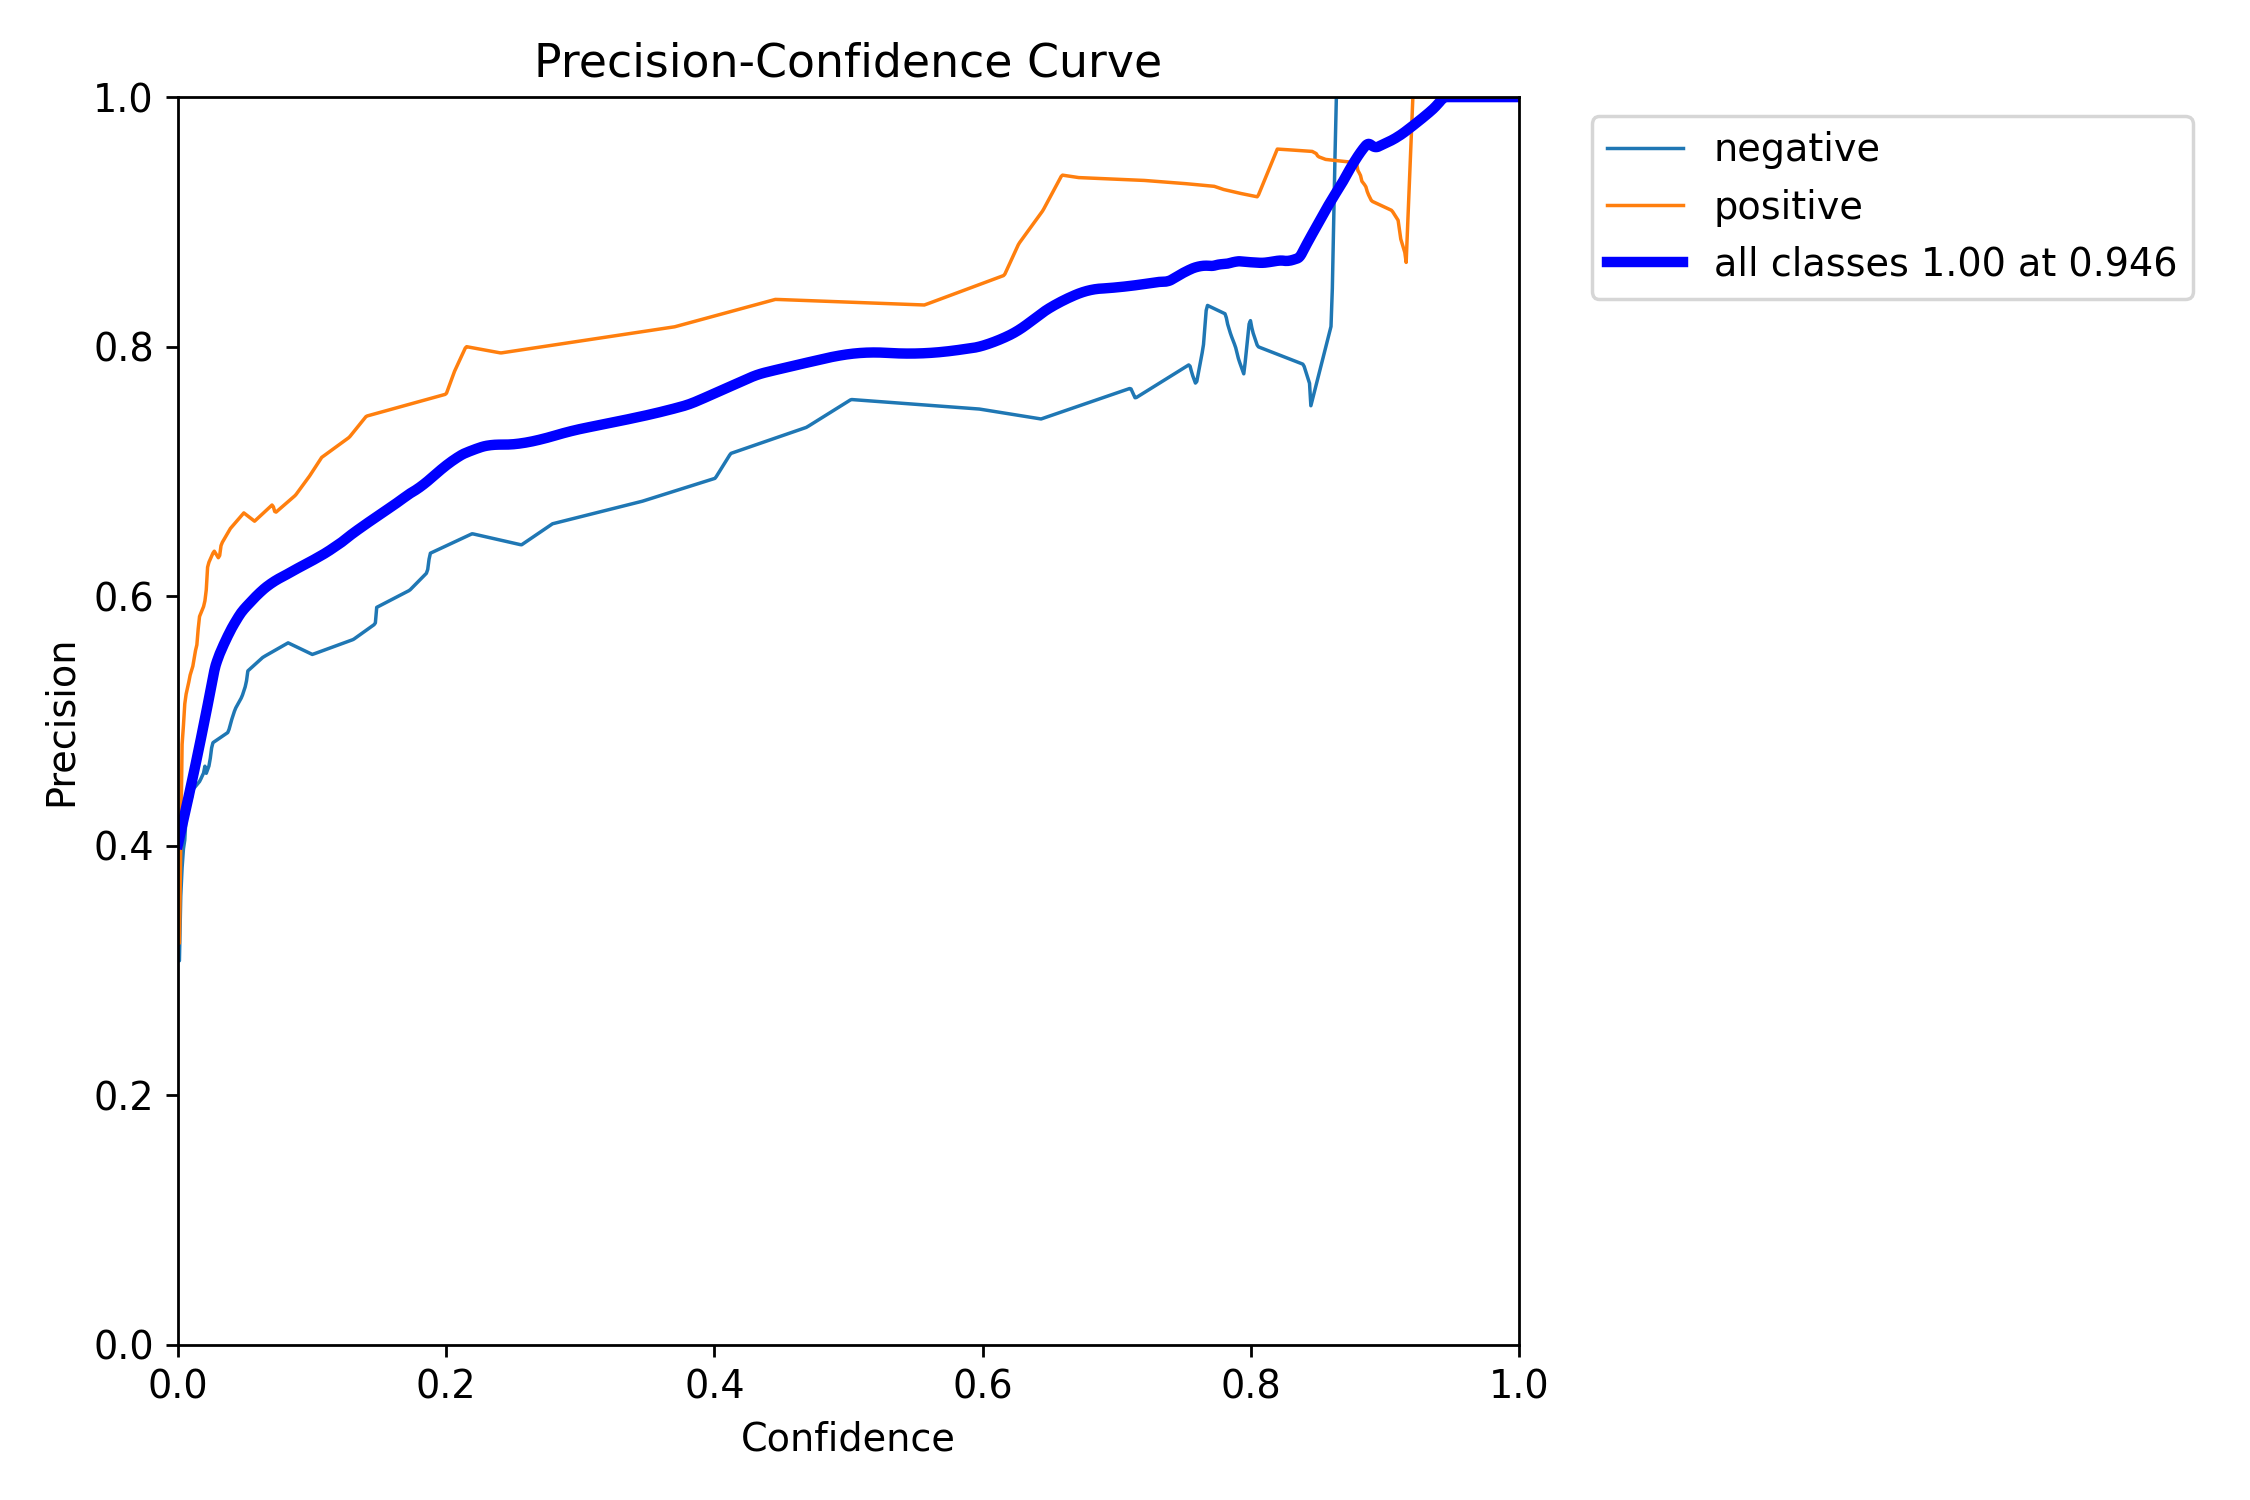 Precision-Confidence Curve
1.0
0.8
0.6
0.4
0.2
0.0
Precision
0.0 0.2 0.4 0.6 0.8 1.0
Confidence
negative
positive
all classes 1.00 at 0.946